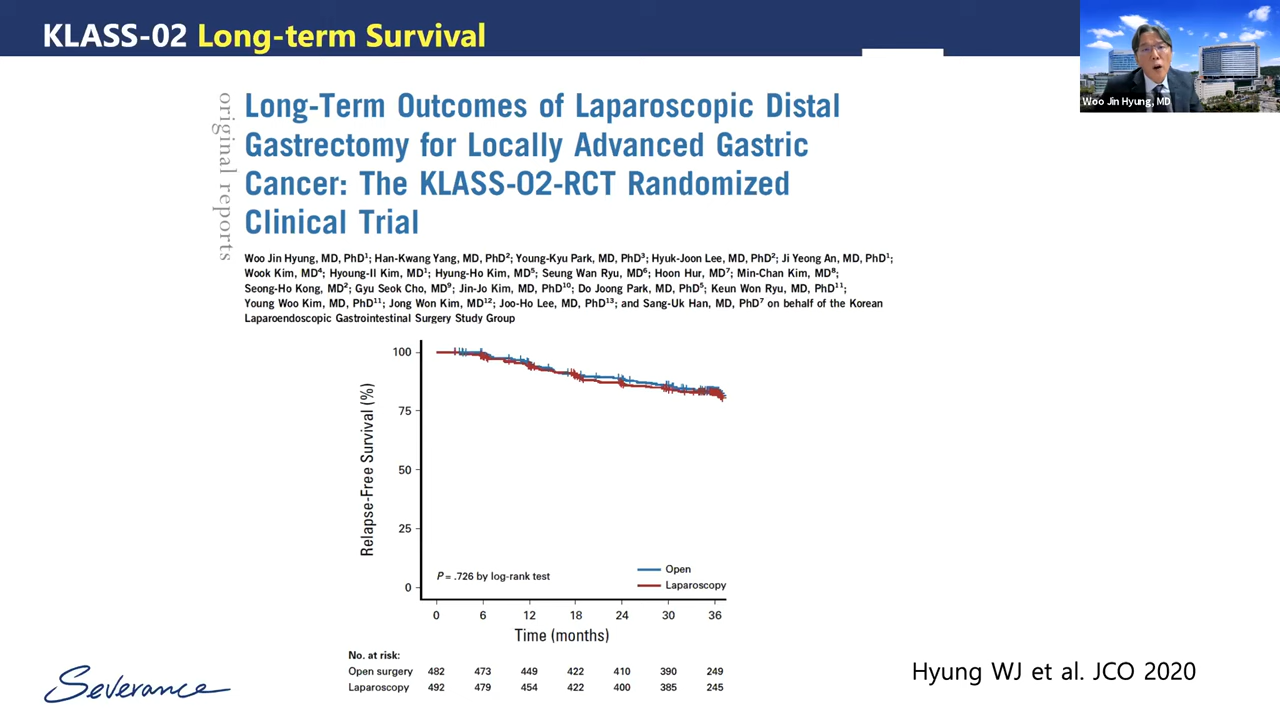 KLASS-02 Long-term Survival
Woo Jin Hyung, MD
original reports
Long-Term Outcomes of Laparoscopic Distal
Gastrectomy for Locally Advanced Gastric
Cancer: The KLASS-02-RCT Randomized
Clinical Trial
Woo Jin Hyung, MD, PhD1; Han-Kwang Yang, MD, PhD2; Young-Kyu Park, MD, PhD3; Hyuk-Joon Lee, MD, PhD2; Ji Yeong An, MD, PhD1;
Wook Kim, MD4; Hyoung-Il Kim, MD1; Hyung-Ho Kim, MD5; Seung Wan Ryu, MD6; Hoon Hur, MD7; Min-Chan Kim, MD8;
Seong-Ho Kong, MD2; Gyu Seok Cho, MD9; Jin-Jo Kim, MD, PhD10; Do Joong Park, MD, PhD5; Keun Won Ryu, MD, PhD11;
Young Woo Kim, MD, PhD11; Jong Won Kim, MD12; Joo-Ho Lee, MD, PhD13; and Sang-Uk Han, MD, PhD7 on behalf of the Korean
Laparoendoscopic Gastrointestinal Surgery Study Group
Relapse-Free Survival (%)
100
75
50
25
0
P = .726 by log-rank test
Open
Laparoscopy
0 6 12 18 24 30 36
Time (months)
No. at risk:
Open surgery 482 473 449 422 410 390 249
Laparoscopy 492 479 454 422 400 385 245
Severance
Hyung WJ et al. JCO 2020